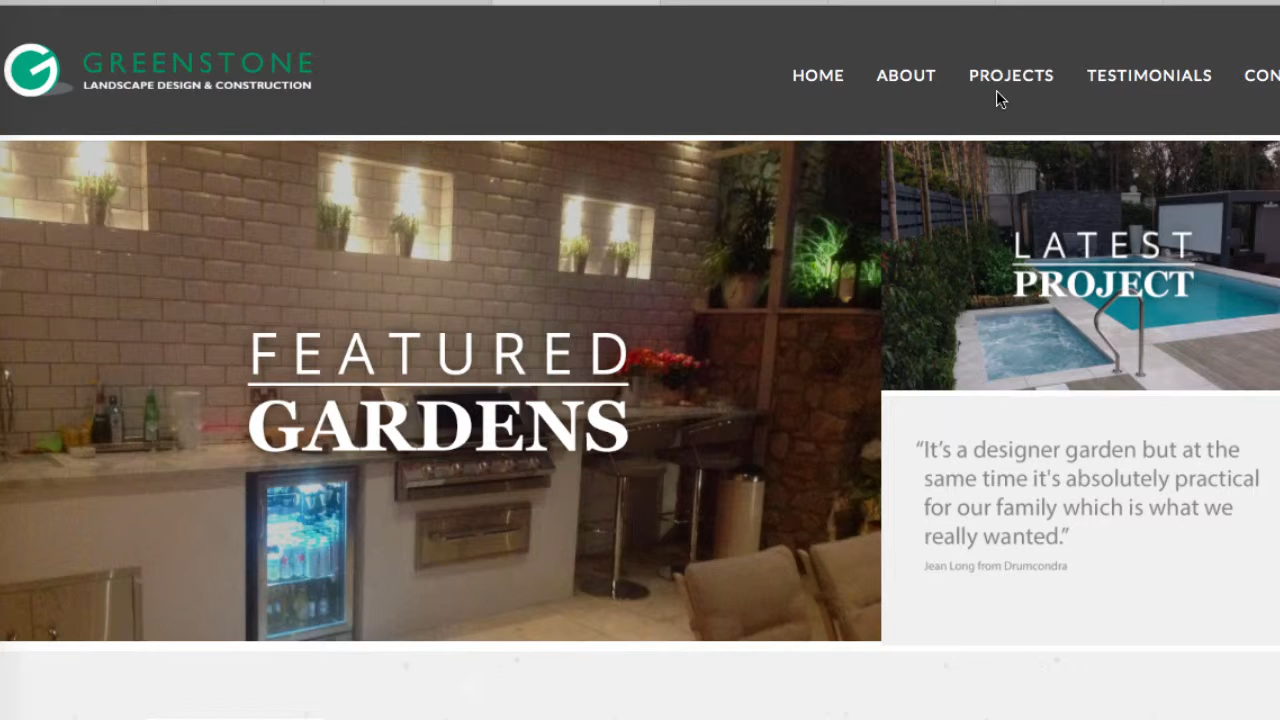 GREENSTONE
LANDSCAPE DESIGN & CONSTRUCTION
HOME ABOUT PROJECTS TESTIMONIALS CON
FEATURED
GARDENS
LATEST
PROJECT
“It’s a designer garden but at the
same time it's absolutely practical
for our family which is what we
really wanted.”
Jean Long from Drumcondra